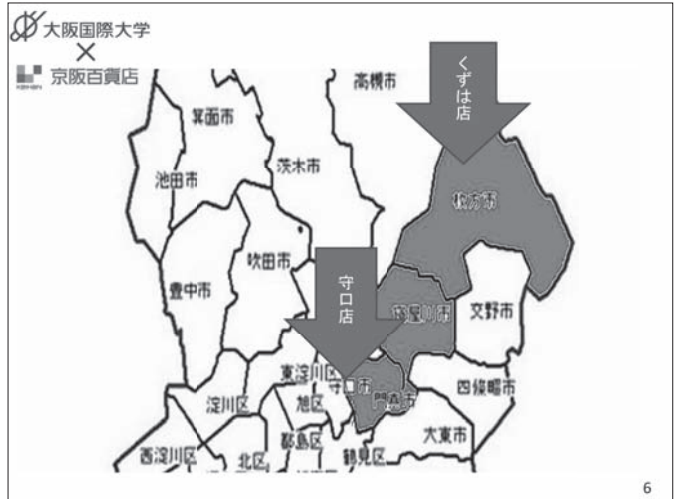 大阪国際大学
×
KEIHAN 京阪百貨店
くずは店
高槻市
箕面市
茨木市
池田市
枚方市
吹田市
守口店
豊中市
寝屋川市
交野市
東淀川区
守口市
四條畷市
淀川区
旭区
門真市
都島区
大東市
西淀川区
北区
鶴見区
6